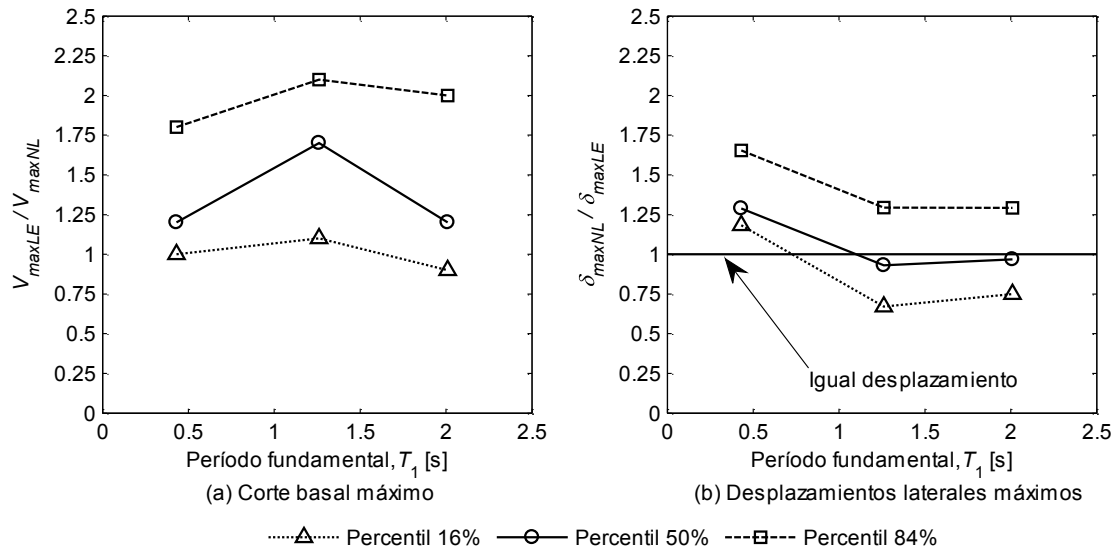 2.5
2.25
2
1.75
1.5
1.25
1
0.75
0.5
0.25
0
V_maxLE / V_maxNL
0 0.5 1 1.5 2 2.5
Período fundamental, T_1 [s]
(a) Corte basal máximo
2.5
2.25
2
1.75
1.5
1.25
1
0.75
0.5
0.25
0
δ_maxNL / δ_maxLE
Igual desplazamiento
0 0.5 1 1.5 2 2.5
Período fundamental, T_1 [s]
(b) Desplazamientos laterales máximos
Percentil 16% Percentil 50% Percentil 84%